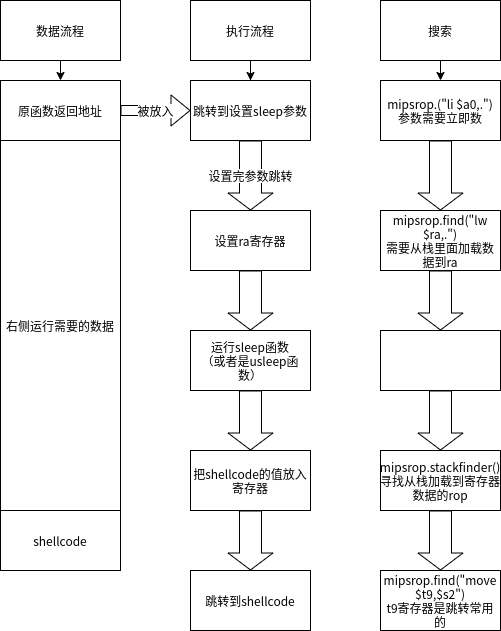 数据流程
执行流程
搜索
原函数返回地址
被放入
跳转到设置sleep参数
mipsrop.("li $a0,.")
参数需要立即数
设置完参数跳转
设置ra寄存器
mipsrop.find("lw
$ra,.")
需要从栈里面加载数
据到ra
右侧运行需要的数据
运行sleep函数
（或者是usleep函
数）
把shellcode的值放入
寄存器
mipsrop.stackfinder()
寻找从栈加载到寄存器
数据的rop
shellcode
跳转到shellcode
mipsrop.find("move
$t9,$s2")
t9寄存器是跳转常用
的